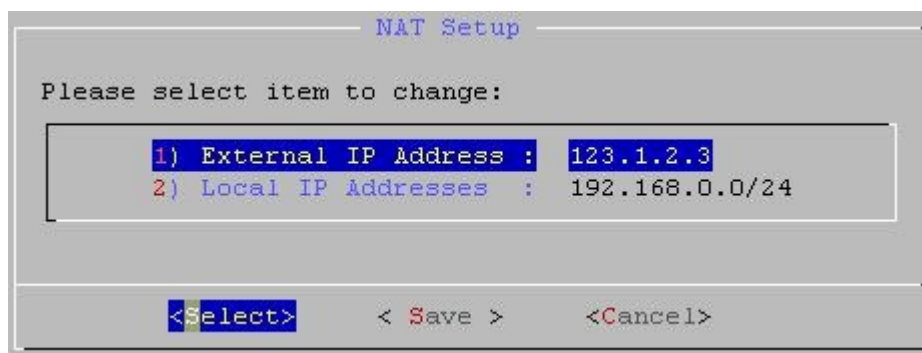 NAT Setup
Please select item to change:
1) External IP Address : 123.1.2.3
2) Local IP Addresses : 192.168.0.0/24
<Select> < Save > <Cancel>